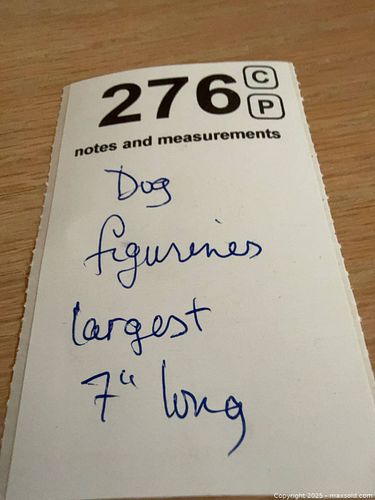 276 C
P
notes and measurements
Dog
figurines
largest
7" long
Copyright 2025 - maxsold.com